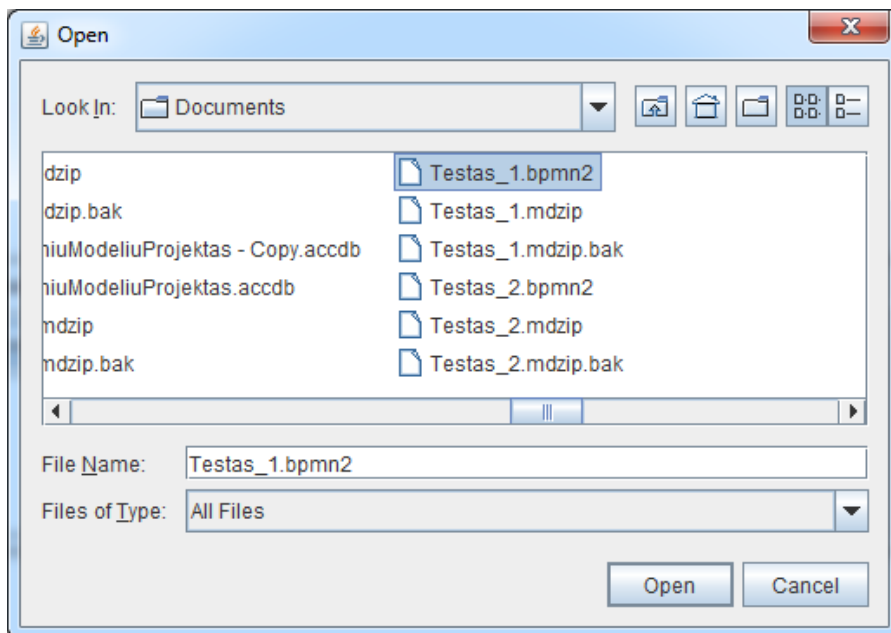 Open
Look In: Documents
dzip
dzip.bak
niuModeliuProjektas - Copy.accdb
niuModeliuProjektas.accdb
mdzip
mdzip.bak
Testas_1.bpmn2
Testas_1.mdzip
Testas_1.mdzip.bak
Testas_2.bpmn2
Testas_2.mdzip
Testas_2.mdzip.bak
File Name: Testas_1.bpmn2
Files of Type: All Files
Open Cancel